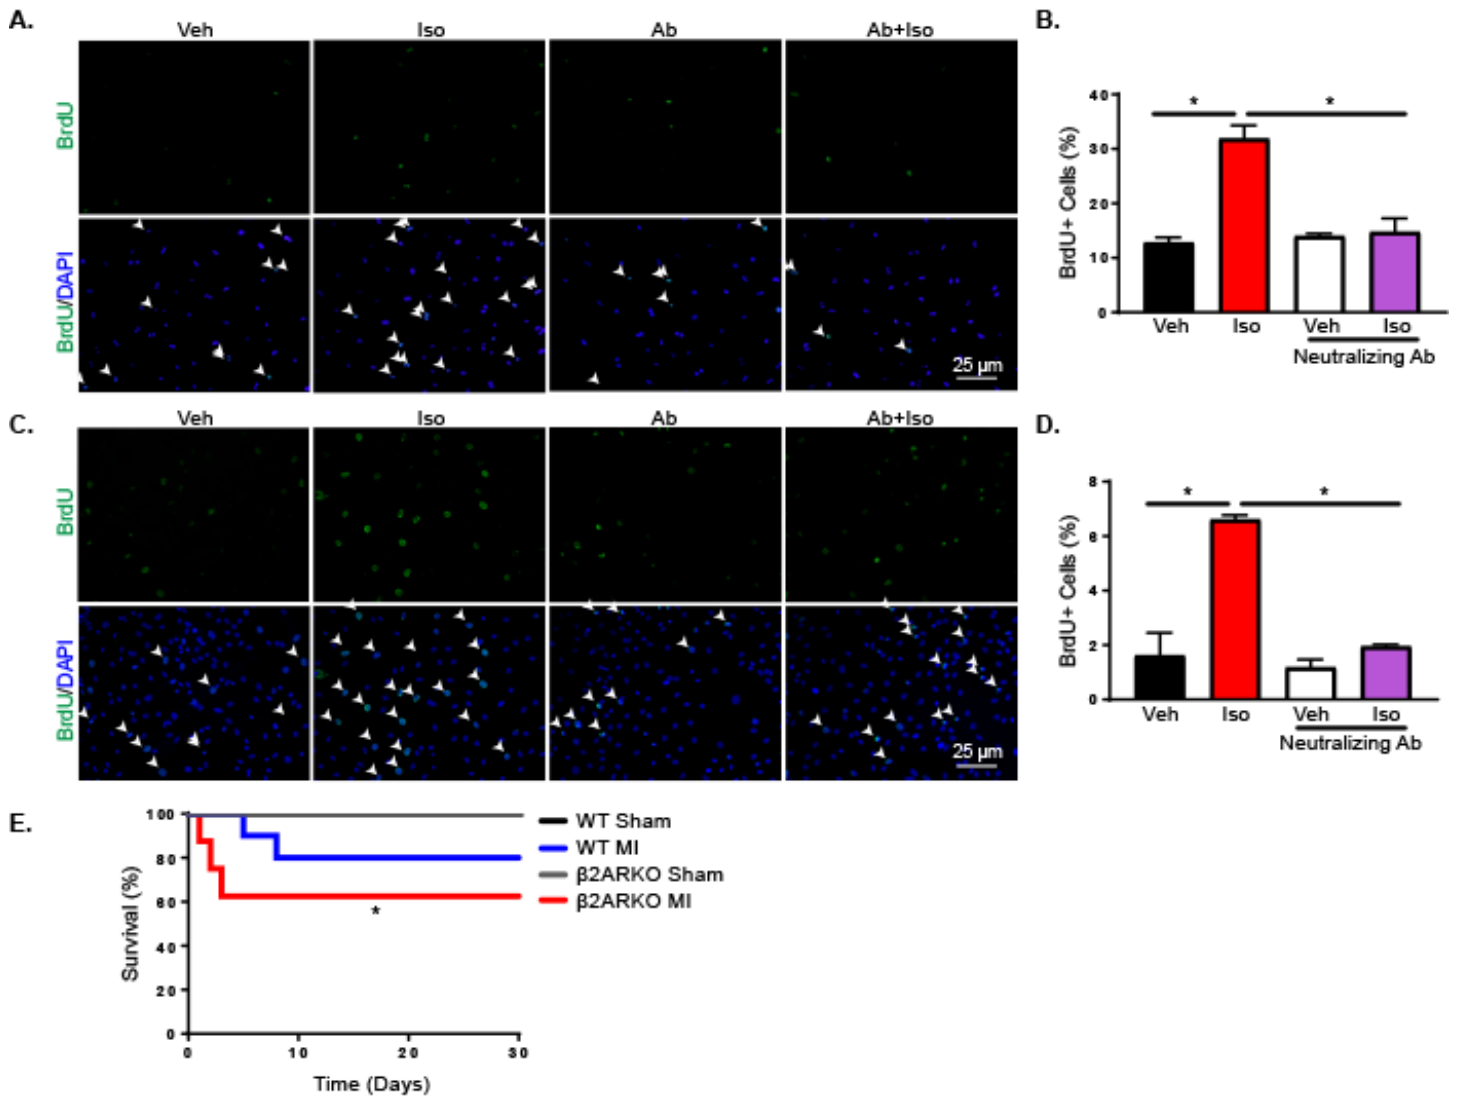 A.
Veh Iso Ab Ab+Iso
BrdU
BrdU/DAPI
25 µm
B.
BrdU+ Cells (%)
40
30
20
10
0
* *
Veh Iso Veh Iso
Neutralizing Ab
C.
Veh Iso Ab Ab+Iso
BrdU
BrdU/DAPI
25 µm
D.
BrdU+ Cells (%)
8
6
4
2
0
* *
Veh Iso Veh Iso
Neutralizing Ab
E.
Survival (%)
100
80
60
40
20
0
*
0 10 20 30
Time (Days)
WT Sham
WT MI
β2ARKO Sham
β2ARKO MI